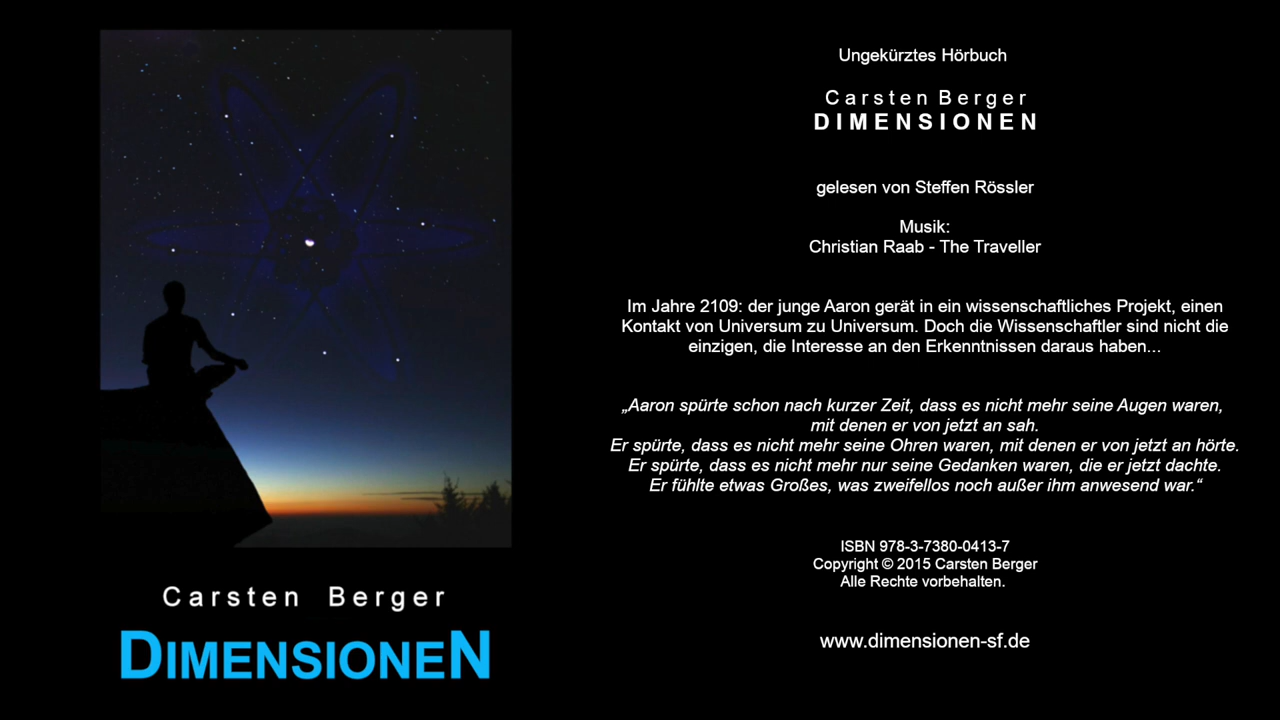 Carsten Berger
DIMENSIONEN
Ungekürztes Hörbuch
Carsten Berger
DIMENSIONEN
gelesen von Steffen Rössler
Musik:
Christian Raab - The Traveller
Im Jahre 2109: der junge Aaron gerät in ein wissenschaftliches Projekt, einen
Kontakt von Universum zu Universum. Doch die Wissenschaftler sind nicht die
einzigen, die Interesse an den Erkenntnissen daraus haben...
„Aaron spürte schon nach kurzer Zeit, dass es nicht mehr seine Augen waren,
mit denen er von jetzt an sah.
Er spürte, dass es nicht mehr seine Ohren waren, mit denen er von jetzt an hörte.
Er spürte, dass es nicht mehr nur seine Gedanken waren, die er jetzt dachte.
Er fühlte etwas Großes, was zweifellos noch außer ihm anwesend war.“
ISBN 978-3-7380-0413-7
Copyright © 2015 Carsten Berger
Alle Rechte vorbehalten.
www.dimensionen-sf.de